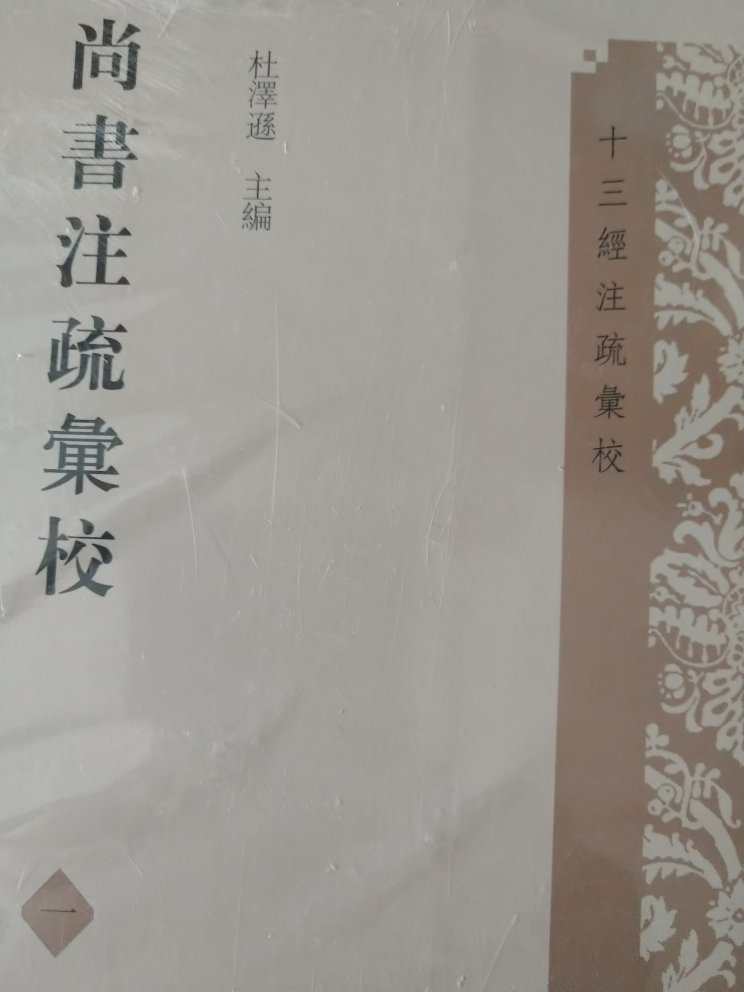 十三經注疏彙校
杜澤遜 主編
尚書注疏彙校
一